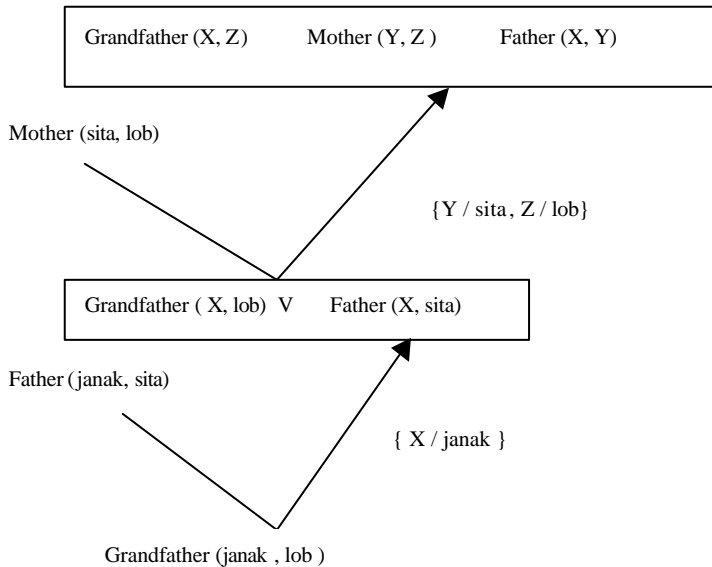 Grandfather (X, Z) Mother (Y, Z ) Father (X, Y)
Mother (sita, lob)
{Y / sita, Z / lob}
Grandfather ( X, lob) V Father (X, sita)
Father (janak, sita)
{ X / janak }
Grandfather (janak , lob )